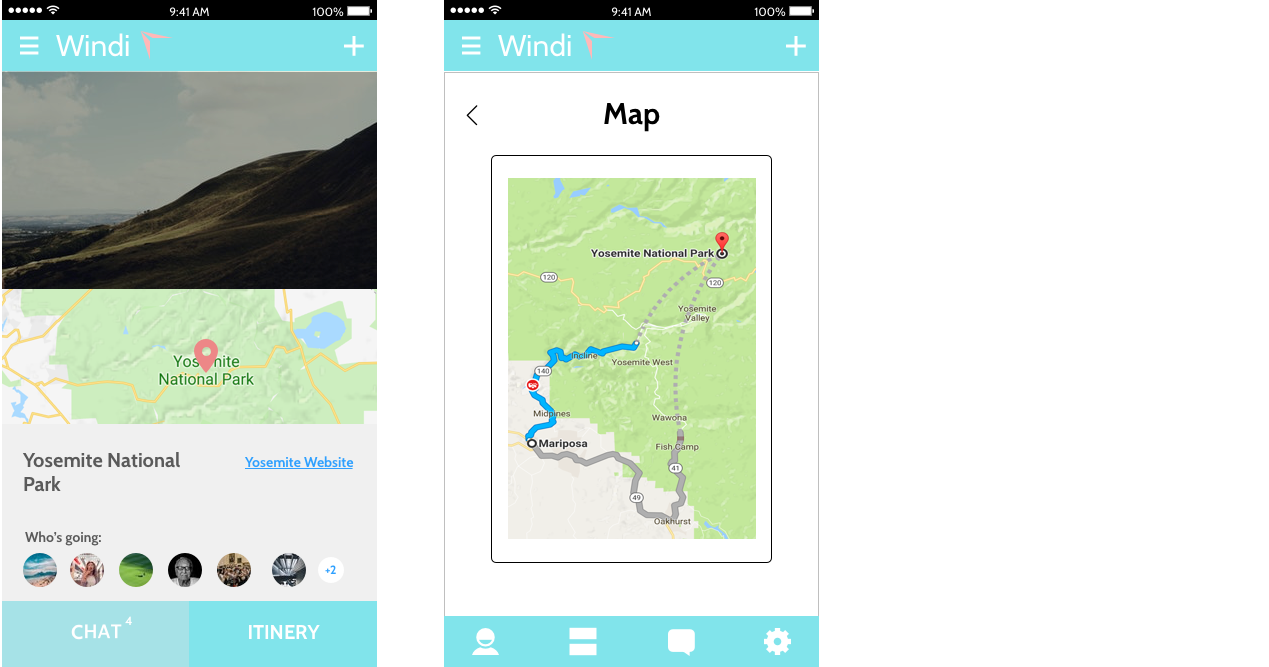 9:41 AM
100%
Windi
Yosemite
National Park
Yosemite National
Park
Yosemite Website
Who's going:
+2
CHAT 4
ITINERY
9:41 AM
100%
Windi
Map
Yosemite National Park
120
120
Yosemite
Valley
Incline
Yosemite West
140
Midpines
Wawona
Mariposa
Fish Camp
41
49
Oakhurst